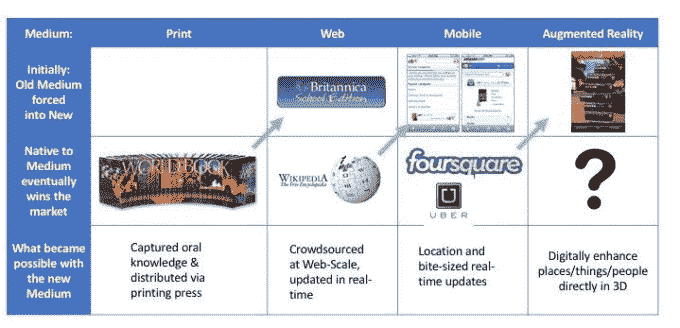 Medium:
Print
Web
Mobile
Augmented Reality
Initially:
Old Medium
forced
into New
Britannica
School Edition
Native to
Medium
eventually
wins the
market
WORLD BOOK
WIKIPEDIA
The Free Encyclopedia
foursquare
U
UBER
?
What became
possible with
the new
Medium
Captured oral
knowledge &
distributed via
printing press
Crowdsourced
at Web-Scale,
updated in real-
time
Location and
bite-sized real-
time updates
Digitally enhance
places/things/people
directly in 3D